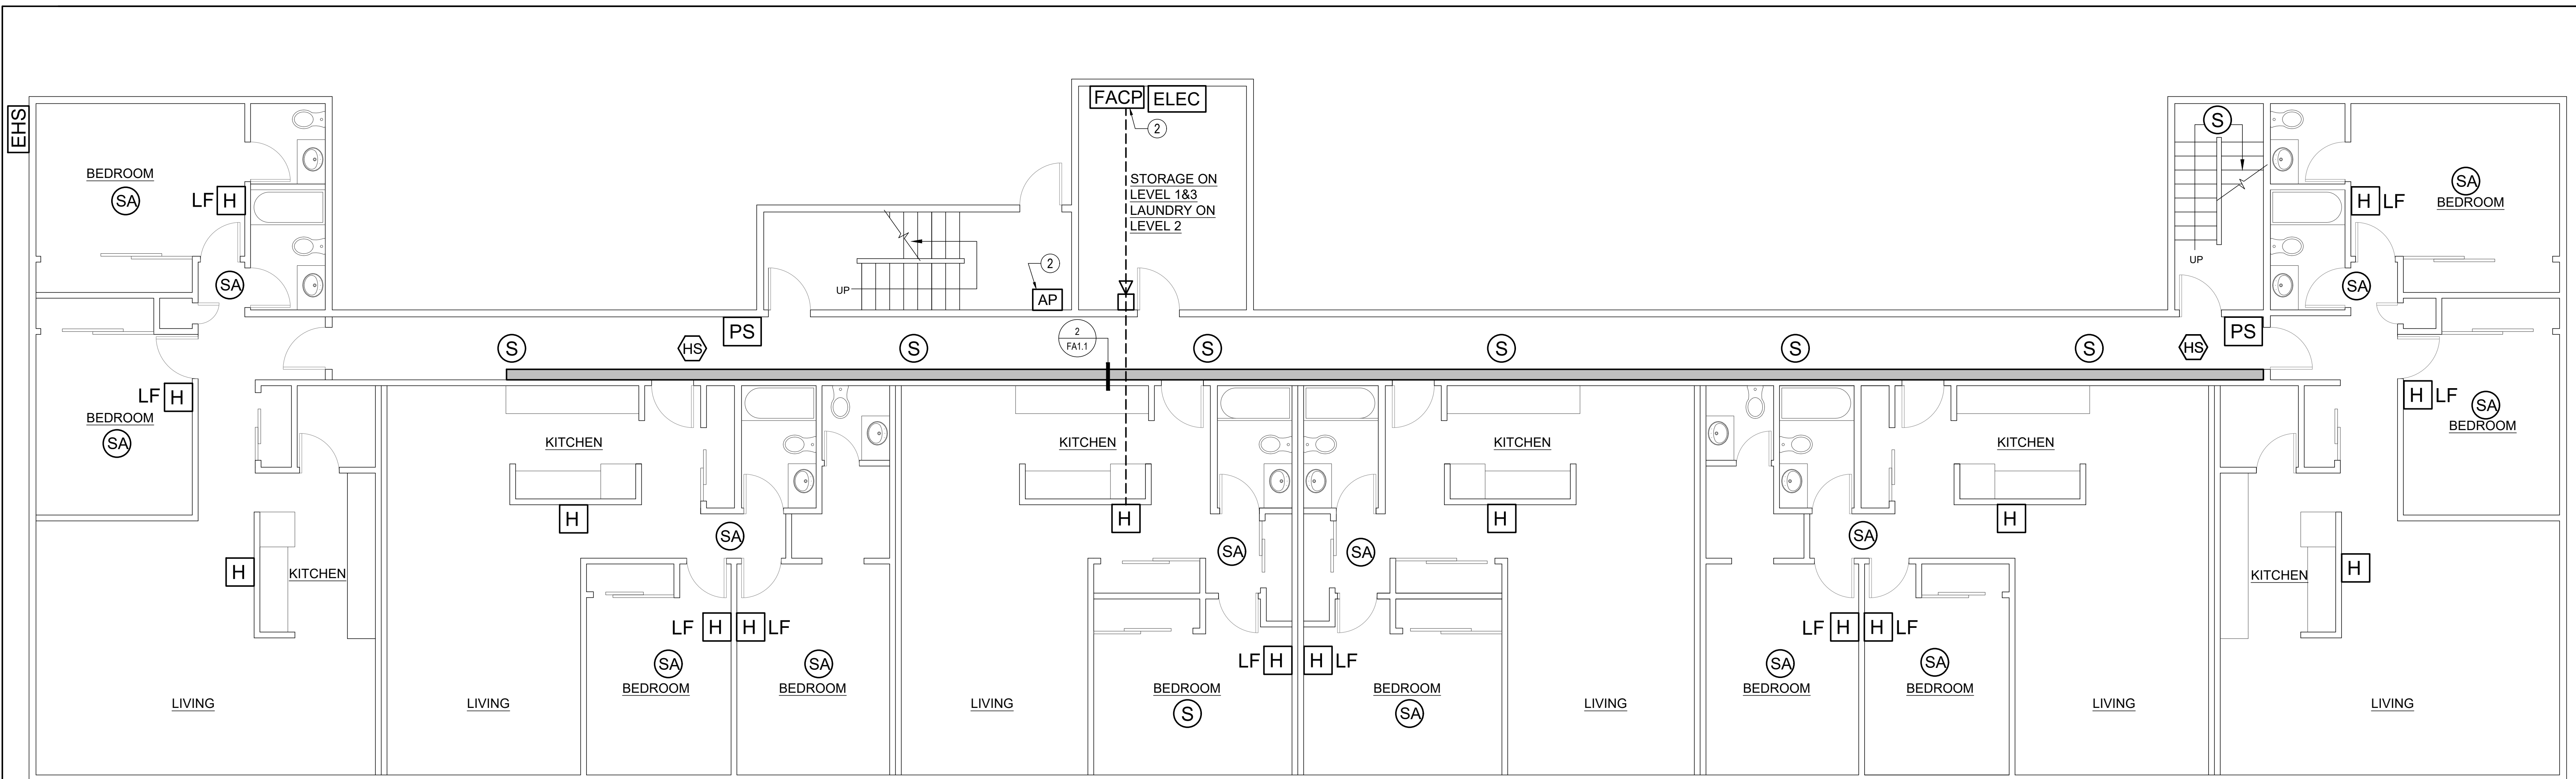 FACP ELEC
EHS
2
S
BEDROOM
SA
LF H
STORAGE ON
LEVEL 1&3
LAUNDRY ON
LEVEL 2
SA
BEDROOM
H LF
UP
SA
UP
2
AP
SA
2
FA1.1
PS
PS
S
HS
S
S
S
S
S
HS
LF H
BEDROOM
SA
H LF
SA
BEDROOM
KITCHEN
KITCHEN
KITCHEN
KITCHEN
H
H
H
H
SA
SA
SA
SA
H
KITCHEN
KITCHEN
H
LF H
H LF
LF H
H LF
LF H
H LF
SA
BEDROOM
SA
BEDROOM
BEDROOM
S
BEDROOM
SA
SA
BEDROOM
SA
BEDROOM
LIVING
LIVING
LIVING
LIVING
LIVING
LIVING